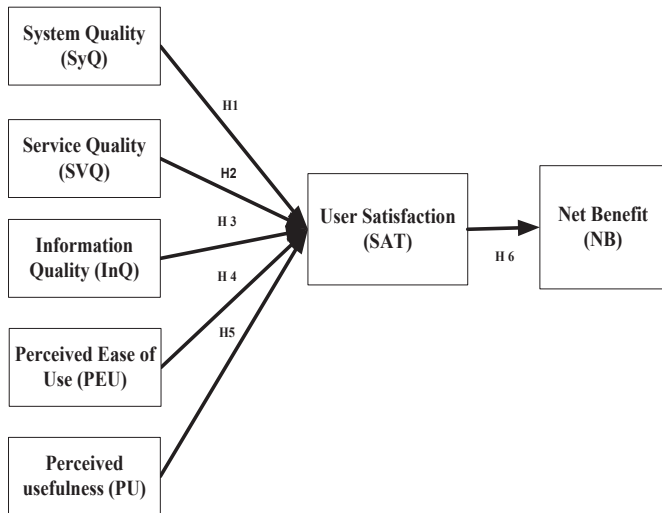 System Quality
(SyQ)
H1
Service Quality
(SVQ)
H2
Information
Quality (InQ)
H 3
Perceived Ease of
Use (PEU)
H 4
Perceived
usefulness (PU)
H5
User Satisfaction
(SAT)
H 6
Net Benefit
(NB)